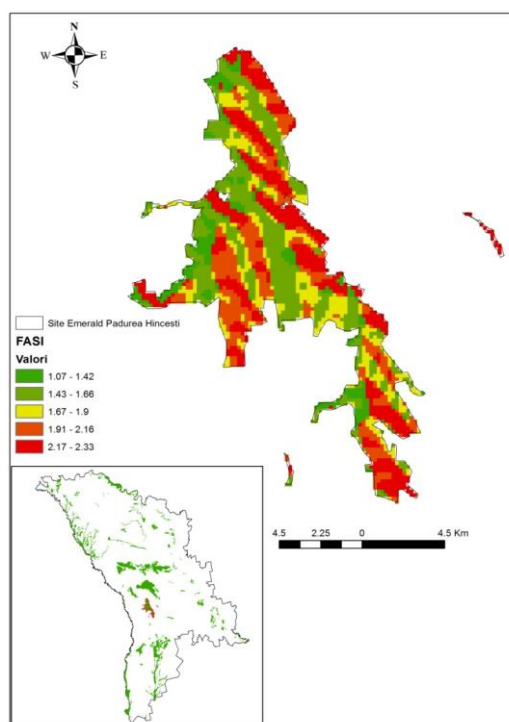 N
W E
S
Site Emerald Padurea Hincesti
FASI
Valori
1.07 - 1.42
1.43 - 1.66
1.67 - 1.9
1.91 - 2.16
2.17 - 2.33
4.5 2.25 0 4.5 Km